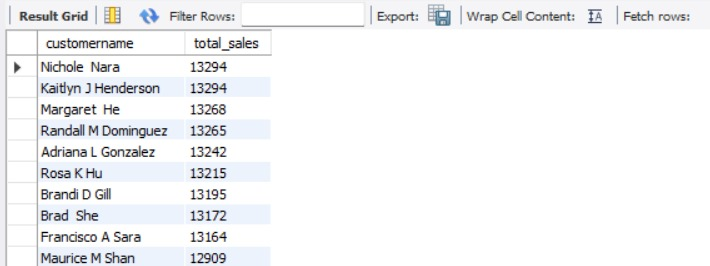 Result Grid Filter Rows: Export: Wrap Cell Content: IA Fetch rows:
customername total_sales
Nichole  Nara 13294
Kaitlyn J Henderson 13294
Margaret  He 13268
Randall M Dominguez 13265
Adriana L Gonzalez 13242
Rosa K Hu 13215
Brandi D Gill 13195
Brad  She 13172
Francisco A Sara 13164
Maurice M Shan 12909